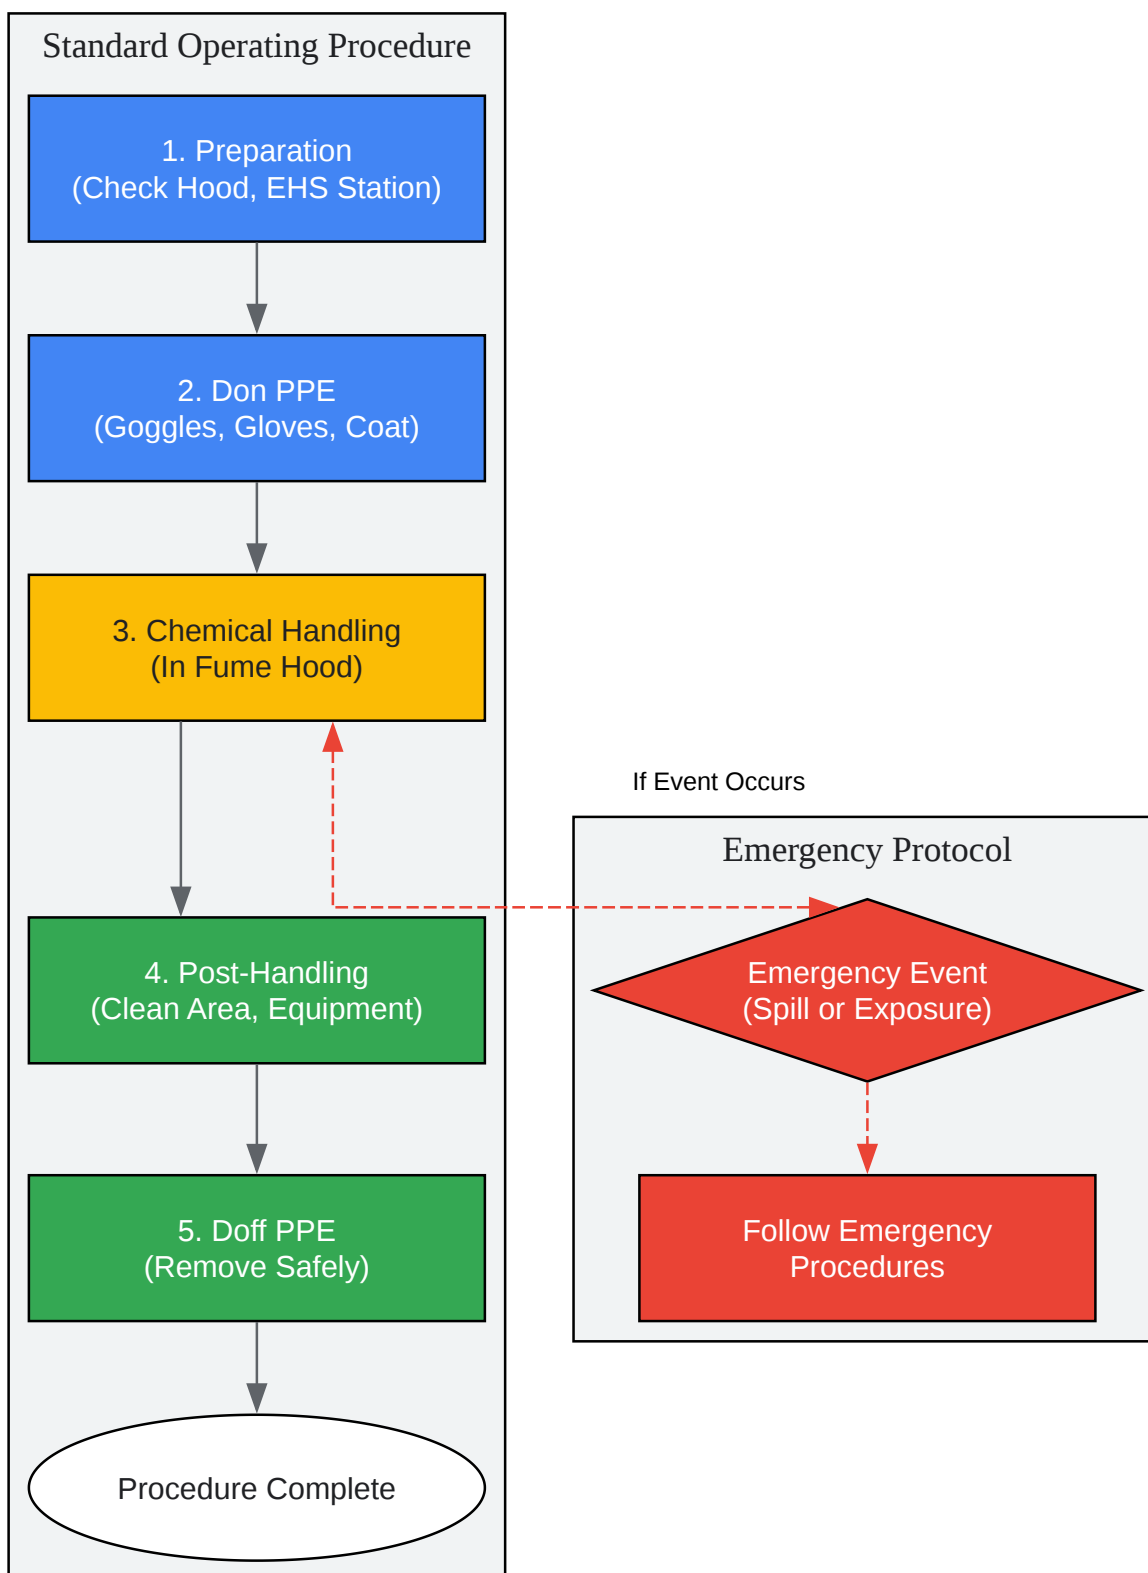 Standard Operating Procedure
1. Preparation
(Check Hood, EHS Station)
2. Don PPE
(Goggles, Gloves, Coat)
3. Chemical Handling
(In Fume Hood)
4. Post-Handling
(Clean Area, Equipment)
5. Doff PPE
(Remove Safely)
Procedure Complete
If Event Occurs
Emergency Protocol
Emergency Event
(Spill or Exposure)
Follow Emergency
Procedures